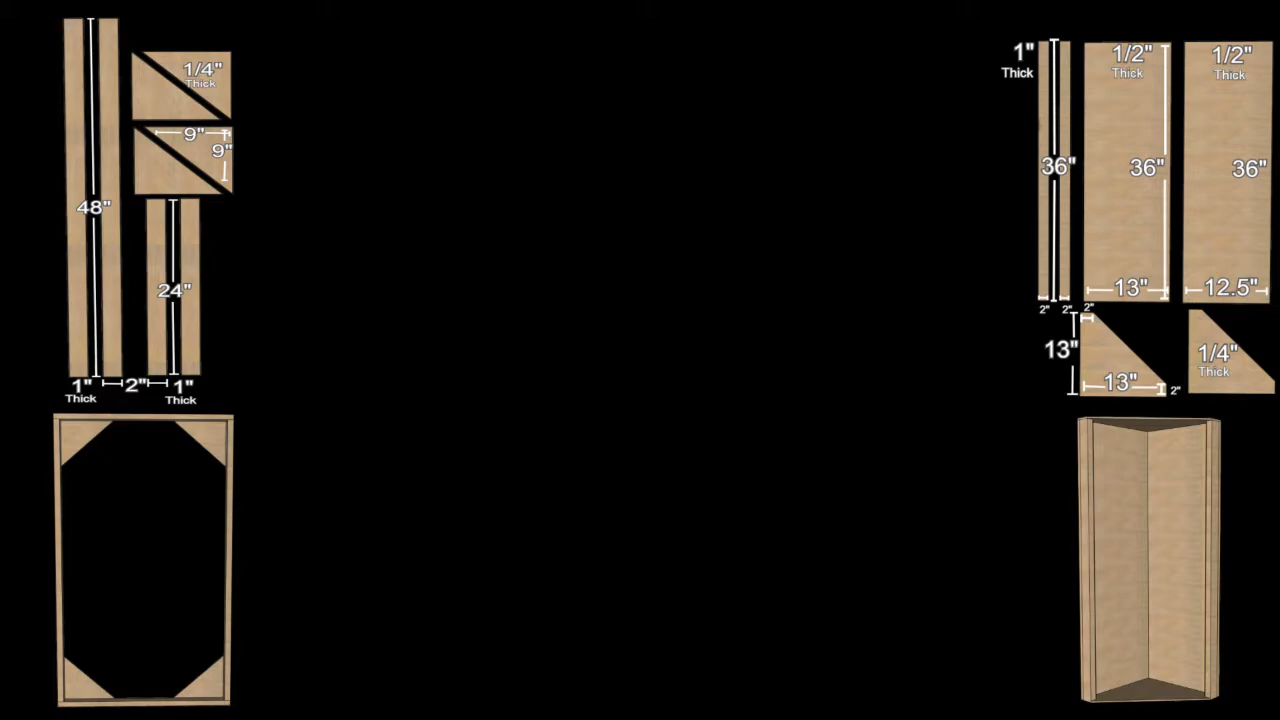 1/4"
Thick
9"
9"
48"
24"
1" 2" 1"
Thick Thick
1"
Thick
1/2"
Thick
1/2"
Thick
36" 36" 36"
13" 12.5"
2" 2" 2"
13"
13" 2"
1/4"
Thick